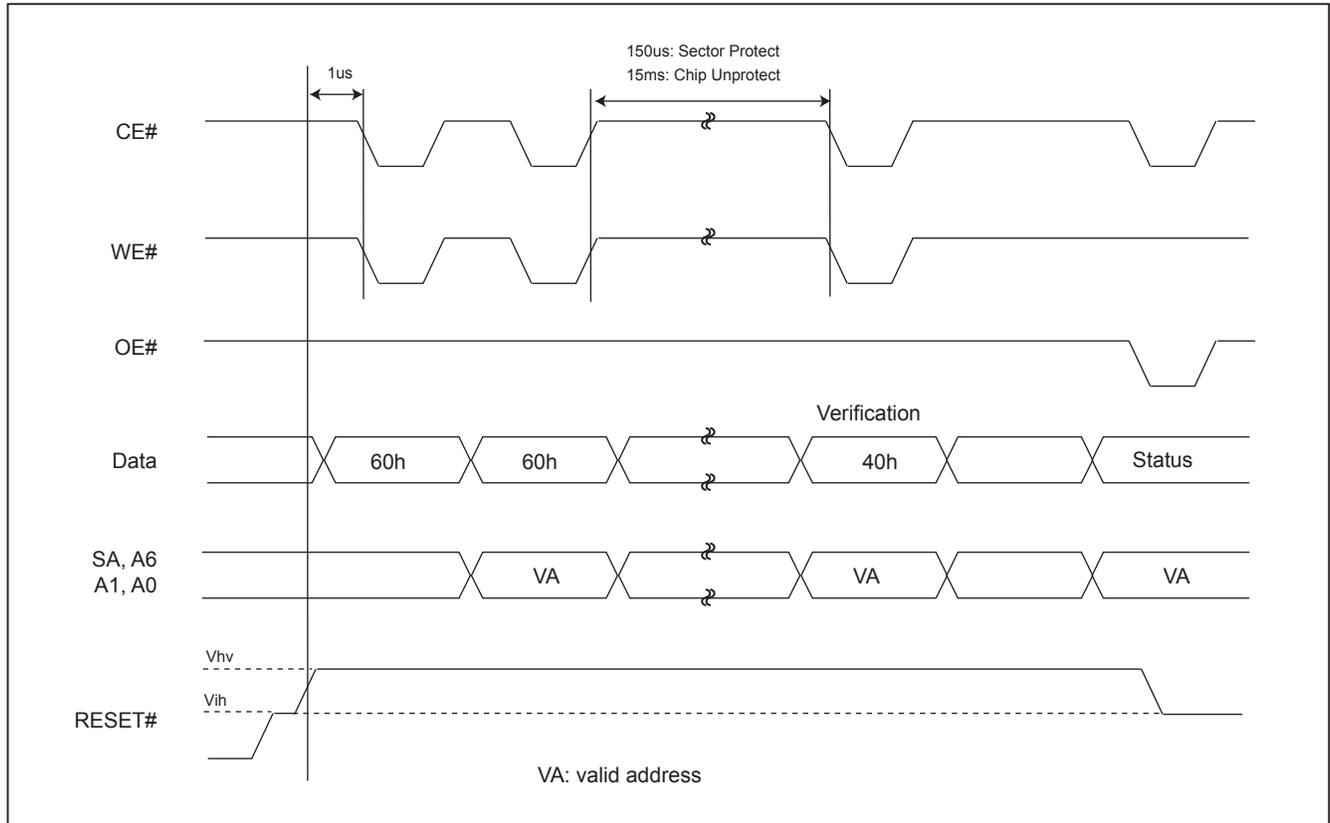 150us: Sector Protect
1us
15ms: Chip Unprotect
CE#
WE#
OE#
Verification
Data
60h
60h
40h
Status
SA, A6
A1, A0
VA
VA
VA
Vhv
Vih
RESET#
VA: valid address